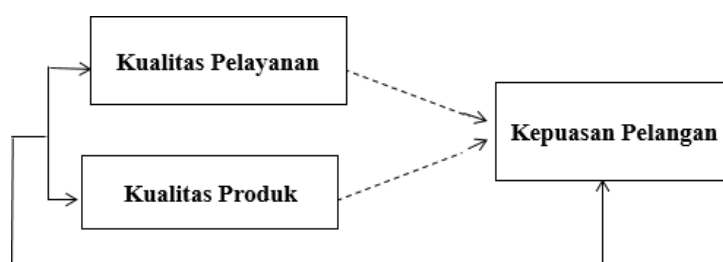 Kualitas Pelayanan
Kepuasan Pelangan
Kualitas Produk